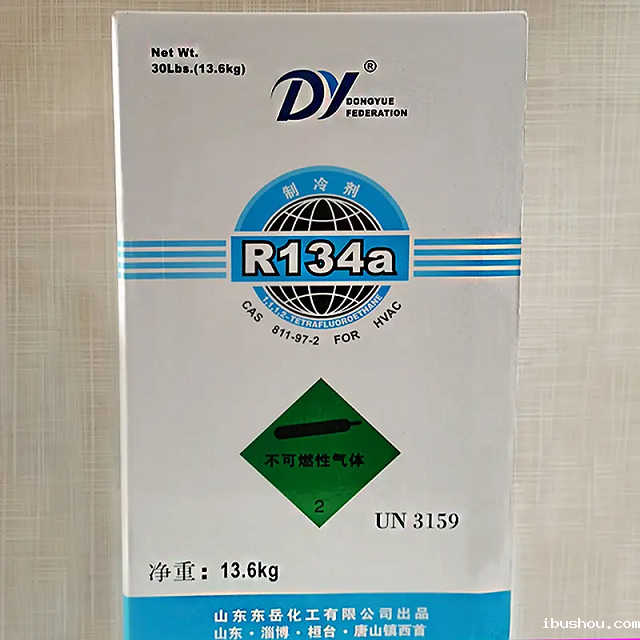 Net Wt.
30Lbs.(13.6kg)
DY®
DONGYUE
FEDERATION
制冷剂
R134a
1,1,1,2-TETRAFLUOROETHANE
CAS 811-97-2 FOR HVAC
不可燃性气体
2
UN 3159
净重：13.6kg
山东东岳化工有限公司出品
山东·淄博·桓台·唐山镇西首
ibushou.com